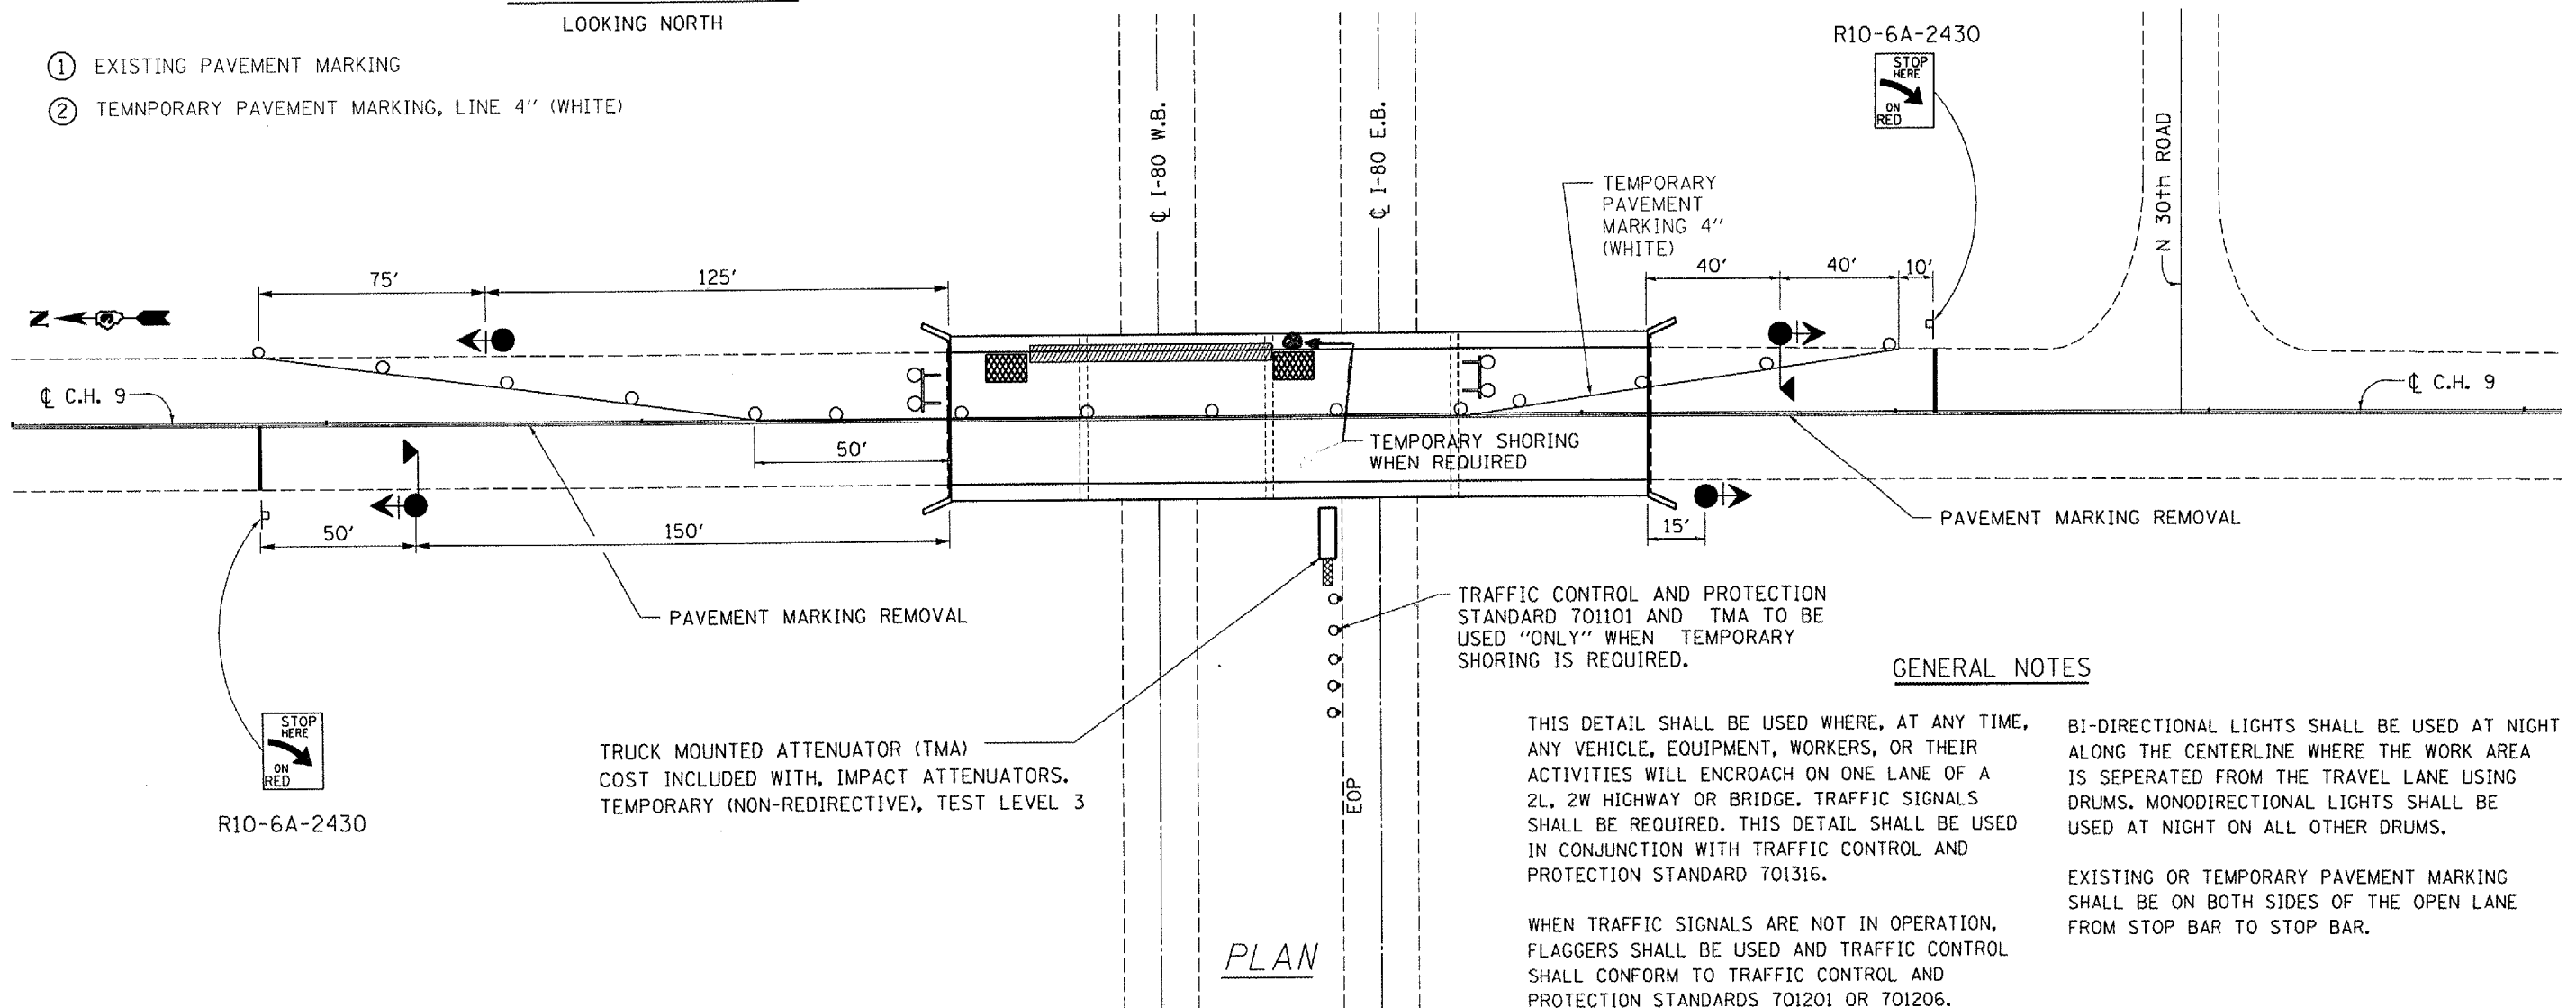 LOOKING NORTH
① EXISTING PAVEMENT MARKING
② TEMNPORARY PAVEMENT MARKING, LINE 4" (WHITE)
℄ I-80 W.B.
℄ I-80 E.B.
R10-6A-2430
STOP
HERE
ON
RED
N 30th ROAD
TEMPORARY
PAVEMENT
MARKING 4"
(WHITE)
75'
125'
40'
40'
10'
N
℄ C.H. 9
℄ C.H. 9
50'
TEMPORARY SHORING
WHEN REQUIRED
50'
150'
15'
PAVEMENT MARKING REMOVAL
PAVEMENT MARKING REMOVAL
TRAFFIC CONTROL AND PROTECTION
STANDARD 701101 AND TMA TO BE
USED "ONLY" WHEN TEMPORARY
SHORING IS REQUIRED.
STOP
HERE
ON
RED
R10-6A-2430
TRUCK MOUNTED ATTENUATOR (TMA)
COST INCLUDED WITH, IMPACT ATTENUATORS.
TEMPORARY (NON-REDIRECTIVE), TEST LEVEL 3
EOP
PLAN
GENERAL NOTES
THIS DETAIL SHALL BE USED WHERE, AT ANY TIME,
ANY VEHICLE, EQUIPMENT, WORKERS, OR THEIR
ACTIVITIES WILL ENCROACH ON ONE LANE OF A
2L, 2W HIGHWAY OR BRIDGE. TRAFFIC SIGNALS
SHALL BE REQUIRED. THIS DETAIL SHALL BE USED
IN CONJUNCTION WITH TRAFFIC CONTROL AND
PROTECTION STANDARD 701316.
WHEN TRAFFIC SIGNALS ARE NOT IN OPERATION,
FLAGGERS SHALL BE USED AND TRAFFIC CONTROL
SHALL CONFORM TO TRAFFIC CONTROL AND
PROTECTION STANDARDS 701201 OR 701206.
BI-DIRECTIONAL LIGHTS SHALL BE USED AT NIGHT
ALONG THE CENTERLINE WHERE THE WORK AREA
IS SEPERATED FROM THE TRAVEL LANE USING
DRUMS. MONODIRECTIONAL LIGHTS SHALL BE
USED AT NIGHT ON ALL OTHER DRUMS.
EXISTING OR TEMPORARY PAVEMENT MARKING
SHALL BE ON BOTH SIDES OF THE OPEN LANE
FROM STOP BAR TO STOP BAR.